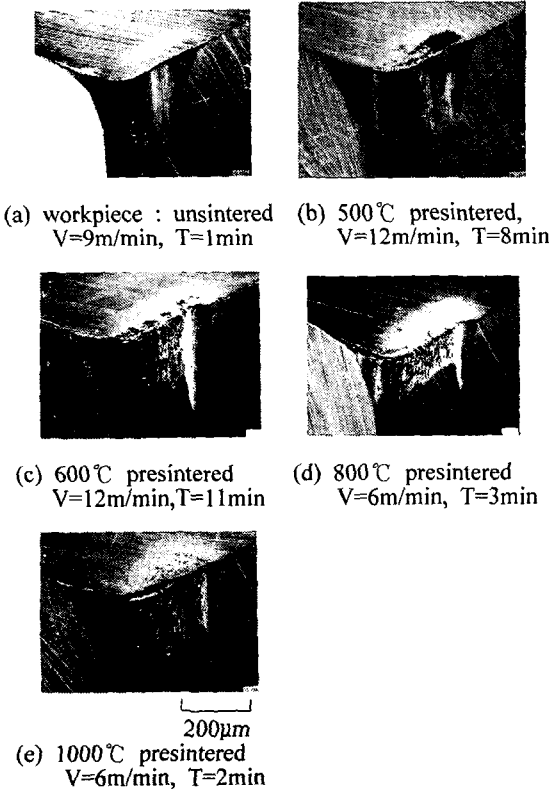 (a) workpiece : unsintered
V=9m/min, T=1min
(b) 500℃ presintered,
V=12m/min, T=8min
(c) 600℃ presintered
V=12m/min,T=11min
(d) 800℃ presintered
V=6m/min, T=3min
200μm
(e) 1000℃ presintered
V=6m/min, T=2min